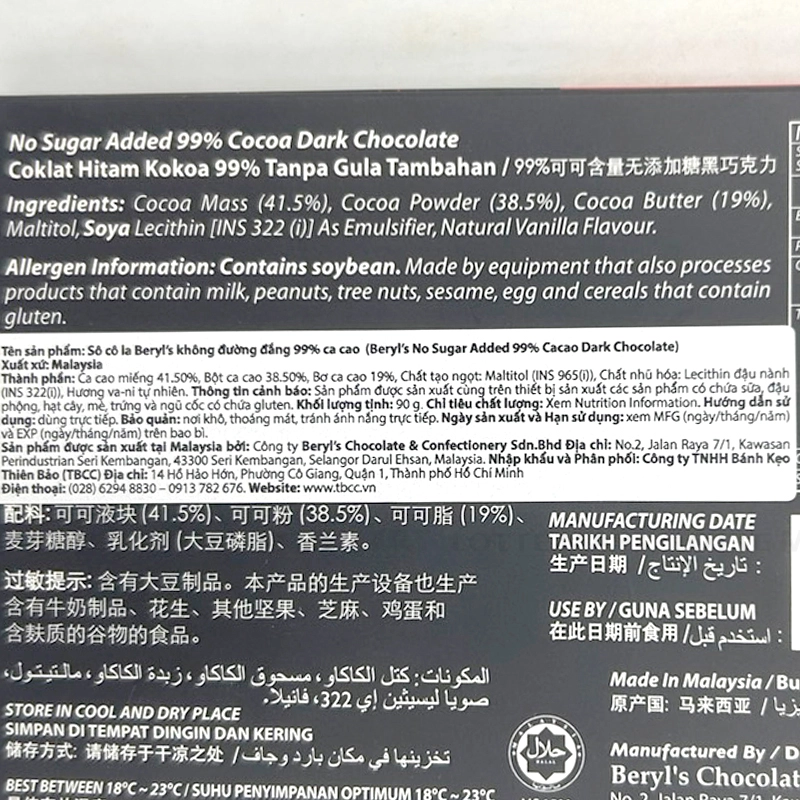 No Sugar Added 99% Cocoa Dark Chocolate
Coklat Hitam Kokoa 99% Tanpa Gula Tambahan / 99%可可含量无添加糖黑巧克力
Ingredients: Cocoa Mass (41.5%), Cocoa Powder (38.5%), Cocoa Butter (19%),
Maltitol, Soya Lecithin [INS 322 (i)] As Emulsifier, Natural Vanilla Flavour.
Allergen Information: Contains soybean. Made by equipment that also processes
products that contain milk, peanuts, tree nuts, sesame, egg and cereals that contain
gluten.
Tên sản phẩm: Sô cô la Beryl's không đường đắng 99% ca cao (Beryl's No Sugar Added 99% Cacao Dark Chocolate)
Xuất xứ: Malaysia
Thành phần: Ca cao miếng 41.50%, Bột ca cao 38.50%, Bơ ca cao 19%, Chất tạo ngọt: Maltitol (INS 965(i)), Chất nhũ hóa: Lecithin đậu nành
(INS 322(i)), Hương va-ni tự nhiên. Thông tin cảnh báo: Sản phẩm được sản xuất cùng trên thiết bị sản xuất các sản phẩm có chứa sữa, đậu
phộng, hạt cây, mè, trứng và ngũ cốc có chứa gluten. Khối lượng tịnh: 90 g. Chỉ tiêu chất lượng: Xem Nutrition Information. Hướng dẫn sử
dụng: dùng trực tiếp. Bảo quản: nơi khô, thoáng mát, tránh ánh nắng trực tiếp. Ngày sản xuất và Hạn sử dụng: xem MFG (ngày/tháng/năm)
và EXP (ngày/tháng/năm) trên bao bì.
Sản phẩm được sản xuất tại Malaysia bởi: Công ty Beryl's Chocolate & Confectionery Sdn.Bhd Địa chỉ: No.2, Jalan Raya 7/1, Kawasan
Perindustrian Seri Kembangan, 43300 Seri Kembangan, Selangor Darul Ehsan, Malaysia. Nhập khẩu và Phân phối: Công ty TNHH Bánh Kẹo
Thiên Bảo (TBCC) Địa chỉ: 14 Hồ Hảo Hớn, Phường Cô Giang, Quận 1, Thành phố Hồ Chí Minh
Điện thoại: (028) 6294 8830 – 0913 782 676. Website: www.tbcc.vn
配料: 可可液块 (41.5%)、可可粉 (38.5%)、可可脂 (19%)、
麦芽糖醇、乳化剂 (大豆磷脂)、香兰素。
过敏提示: 含有大豆制品。本产品的生产设备也生产
含有牛奶制品、花生、其他坚果、芝麻、鸡蛋和
含麸质的谷物的食品。
المكونات: كتل الكاكاو، مسحوق الكاكاو، زبدة الكاكاو، مالتيتول،
صويا ليسيثين إي 322، فانيلا.
STORE IN COOL AND DRY PLACE
SIMPAN DI TEMPAT DINGIN DAN KERING
储存方式: 请储存于干凉之处 / تخزينها في مكان بارد وجاف
BEST BETWEEN 18°C ~ 23°C / SUHU PENYIMPANAN OPTIMUM 18°C ~ 23°C
MANUFACTURING DATE
TARIKH PENGILANGAN
生产日期 / تاريخ الإنتاج :
USE BY / GUNA SEBELUM
在此日期前食用 / استخدم قبل :
Made In Malaysia / Bu
原产国: 马来西亚 /
حلال
HALAL
Manufactured By / D
Beryl's Chocolat
No. 2, Jalan Raya 7/1, Ka